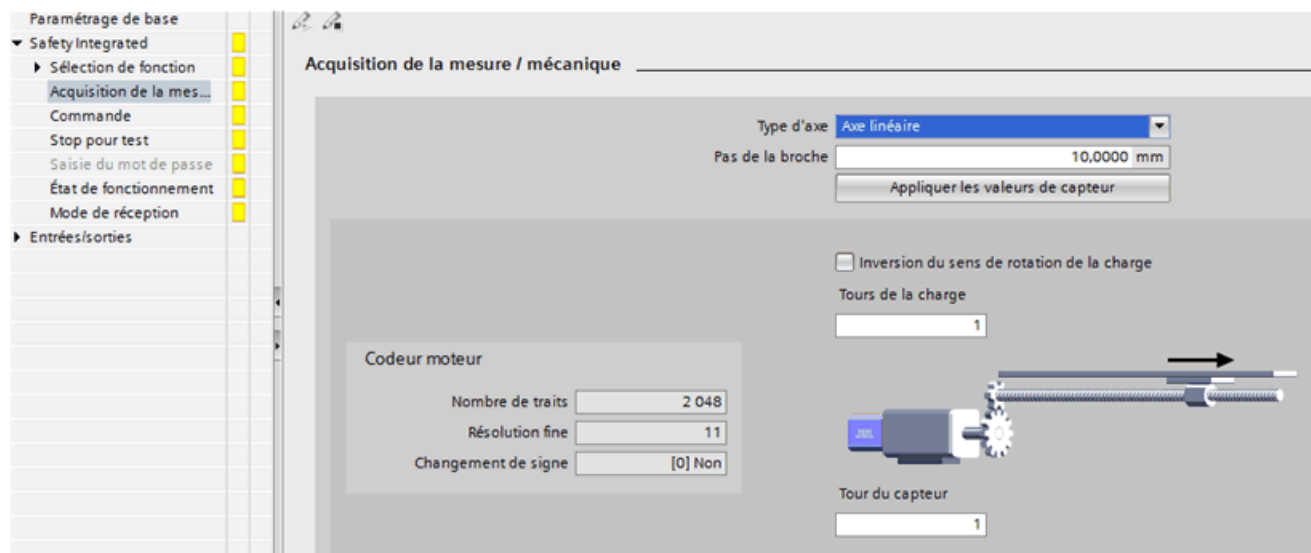 Paramétrage de base
Safety Integrated
Sélection de fonction
Acquisition de la mes...
Commande
Stop pour test
Saisie du mot de passe
État de fonctionnement
Mode de réception
Entrées/sorties
Acquisition de la mesure / mécanique
Type d'axe Axe linéaire
Pas de la broche 10,0000 mm
Appliquer les valeurs de capteur
Inversion du sens de rotation de la charge
Tours de la charge
1
Codeur moteur
Nombre de traits 2 048
Résolution fine 11
Changement de signe [0] Non
Tour du capteur
1